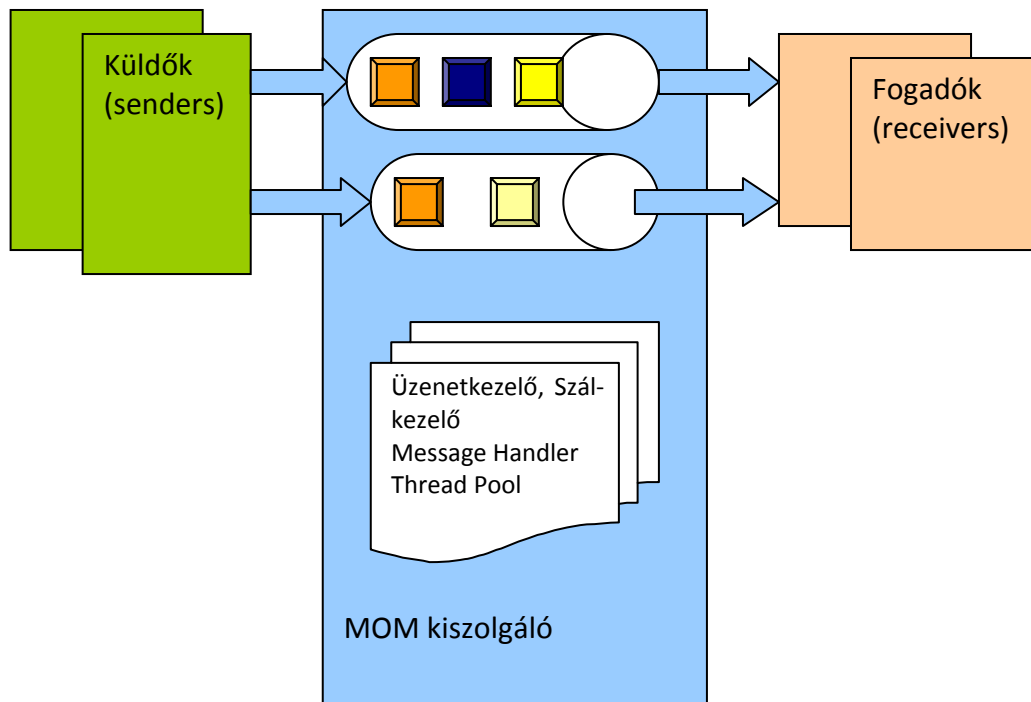 Küldők
(senders)
Fogadók
(receivers)
Üzenetkezelő, Szál-
kezelő
Message Handler
Thread Pool
MOM kiszolgáló